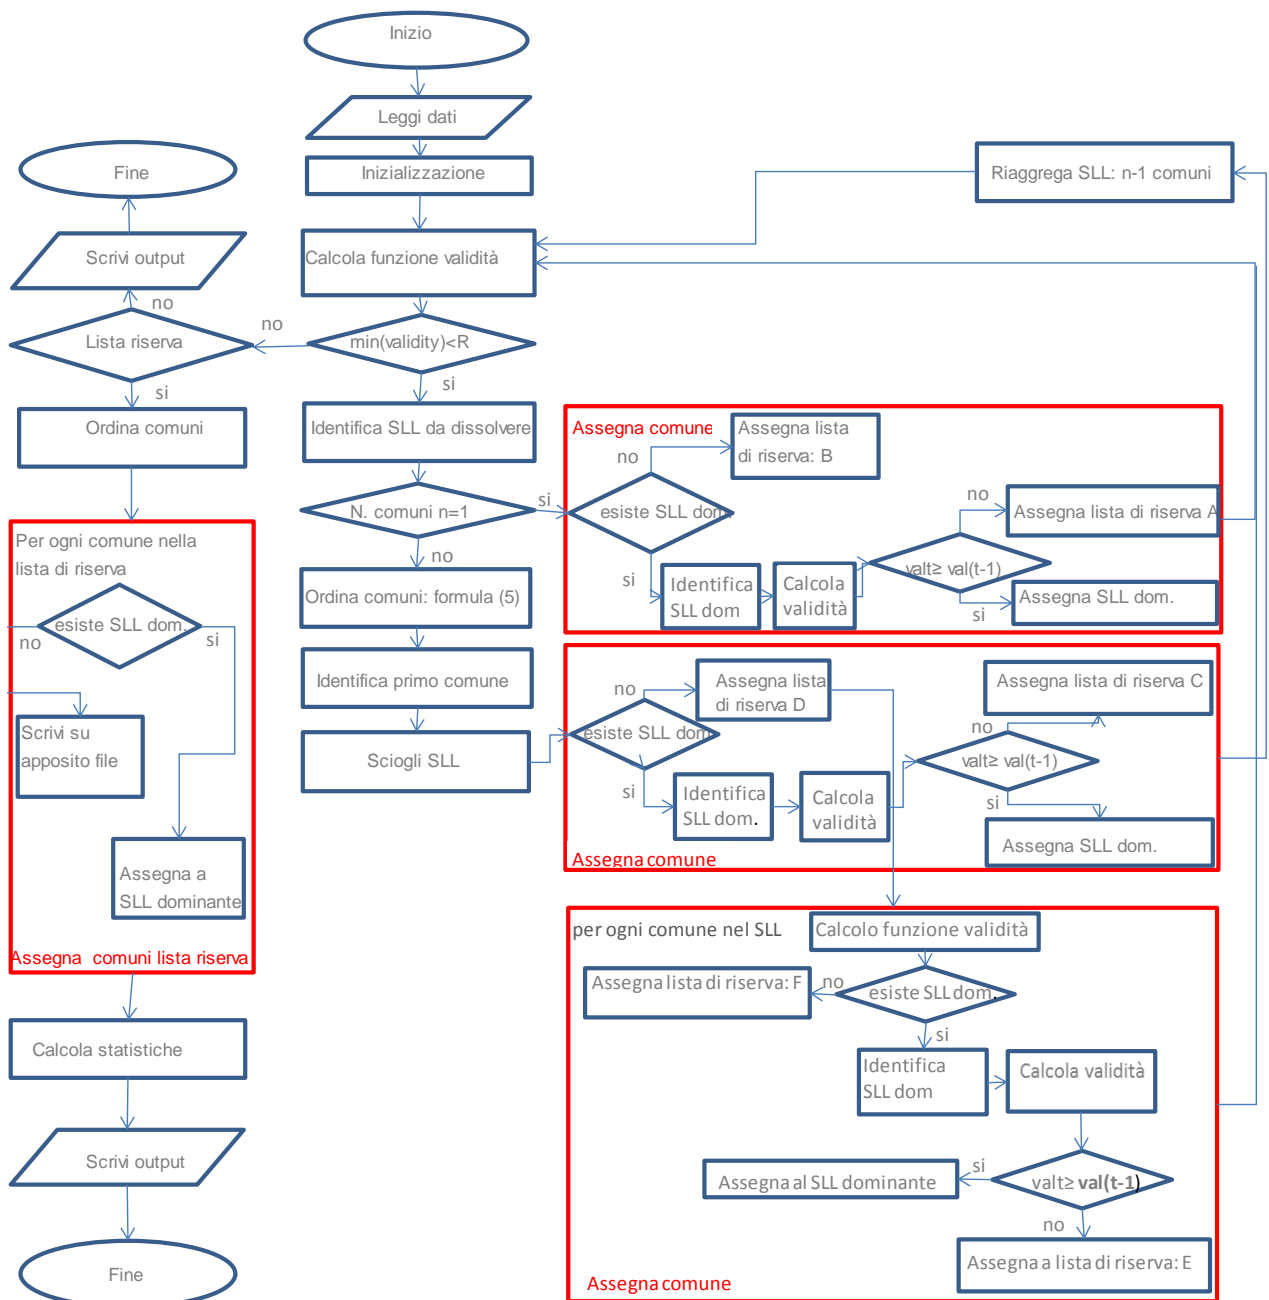 Inizio
Leggi dati
Inizializzazione
Calcola funzione validità
min(validity)<R
no
si
Fine
Scrivi output
no
Lista riserva
si
Ordina comuni
Per ogni comune nella
lista di riserva
esiste SLL dom.
no
si
Scrivi su
apposito file
Assegna a
SLL dominante
Assegna comuni lista riserva
Calcola statistiche
Scrivi output
Fine
Identifica SLL da dissolvere
N. comuni n=1
si
no
Ordina comuni: formula (5)
Identifica primo comune
Sciogli SLL
Riaggrega SLL: n-1 comuni
Assegna comune
Assegna lista
di riserva: B
no
esiste SLL dom.
si
Identifica
SLL dom
Calcola
validità
valt≥ val(t-1)
no
Assegna lista di riserva A
si
Assegna SLL dom.
Assegna lista
di riserva D
no
esiste SLL dom.
si
Identifica
SLL dom.
Calcola
validità
valt≥ val(t-1)
no
Assegna lista di riserva C
si
Assegna SLL dom.
Assegna comune
per ogni comune nel SLL
Calcolo funzione validità
Assegna lista di riserva: F
no
esiste SLL dom.
si
Identifica
SLL dom
Calcola validità
valt≥ val(t-1)
si
Assegna al SLL dominante
no
Assegna a lista di riserva: E
Assegna comune